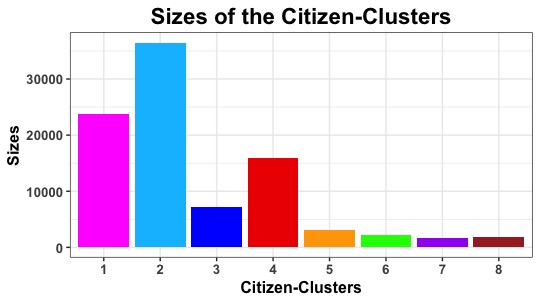 Sizes of the Citizen-Clusters
Sizes
30000
20000
10000
0
1 2 3 4 5 6 7 8
Citizen-Clusters